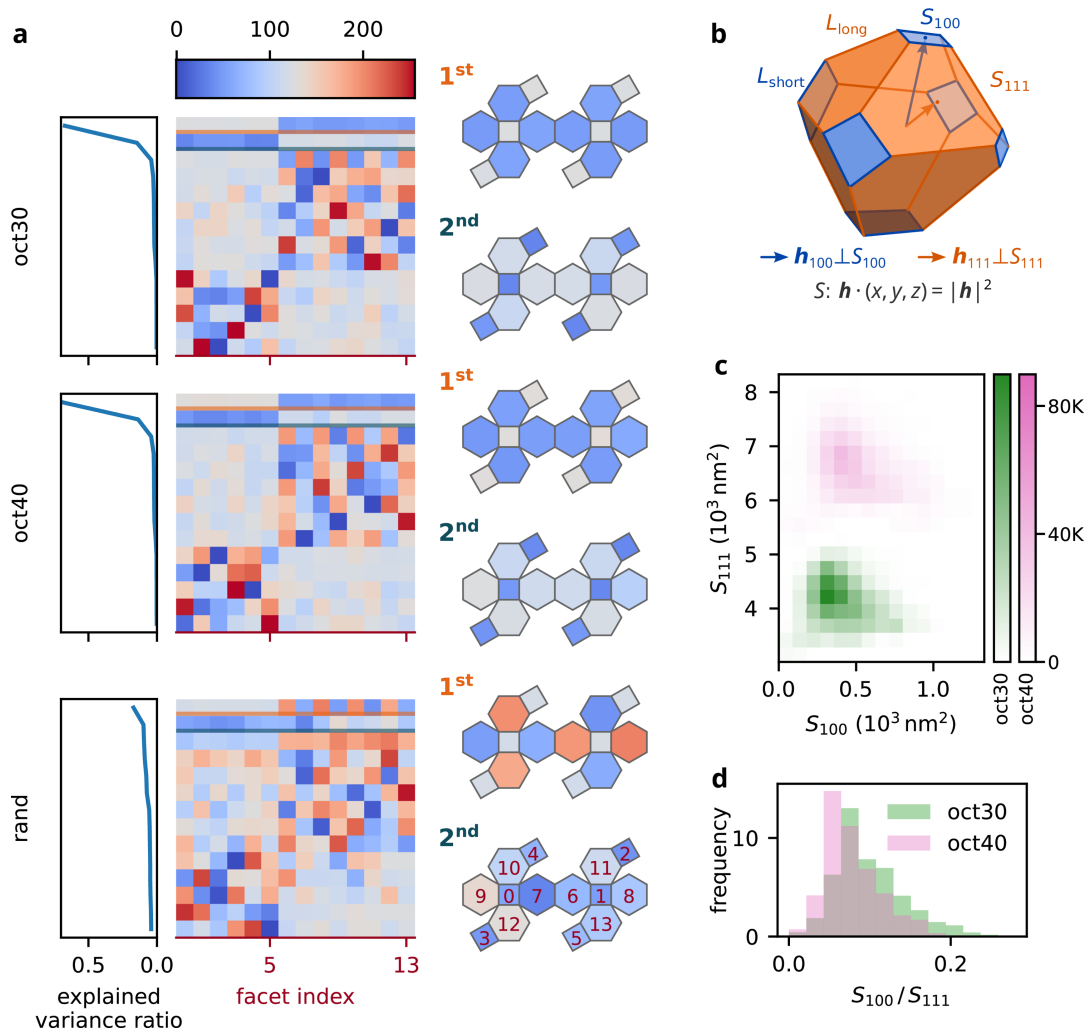 a
0 200
oct30
1st
2nd
oct40
1st
2nd
rand
1st
2nd
10 4 11 2
9 0 7 6 1 8
12 13
3 5
0.5 0.0
explained
variance ratio
5 13
facet index
b
Llong
S100
Lshort
S111
h100⊥S100
h111⊥S111
S: h · (x, y, z) = |h|2
c
8
7
6
5
4
S111 (103 nm2)
0.0 0.5 1.0
S100 (103 nm2)
80K
40K
0
oct30
oct40
d
oct30
oct40
10
0
frequency
0.0 0.2
S100 / S111